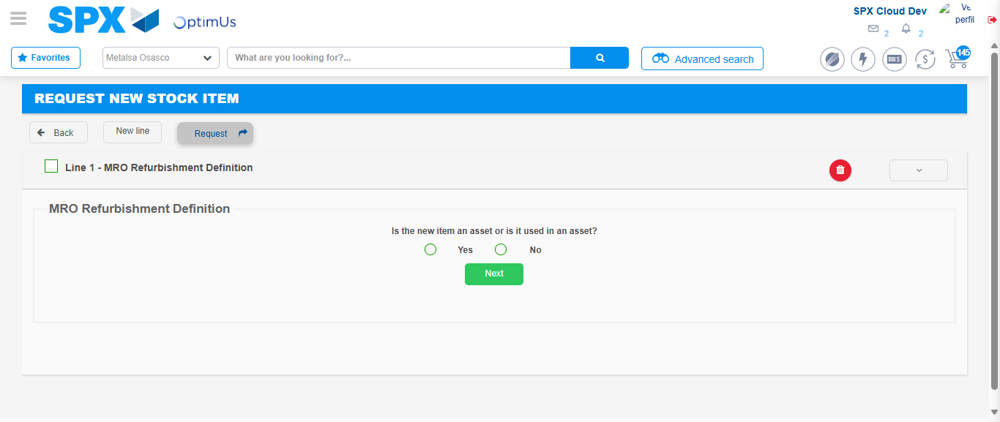 SPX
OptimUs
SPX Cloud Dev
Ve
perfil
2
2
Favorites
Metalsa Osasco
What are you looking for?...
Advanced search
145
REQUEST NEW STOCK ITEM
Back
New line
Request
Line 1 - MRO Refurbishment Definition
MRO Refurbishment Definition
Is the new item an asset or is it used in an asset?
Yes
No
Next